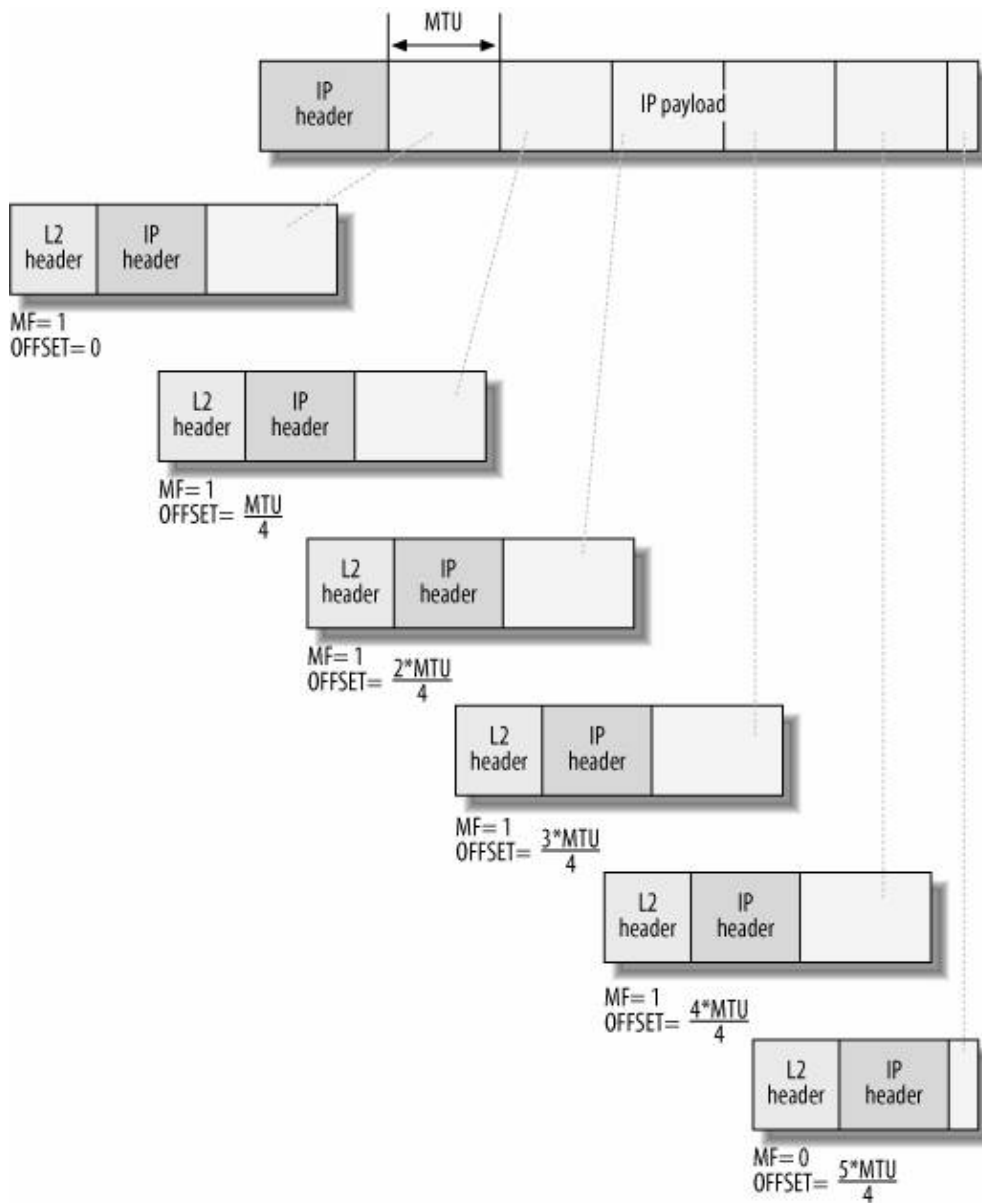 MTU
IP
header
IP payload
L2
header
IP
header
MF= 1
OFFSET= 0
L2
header
IP
header
MF= 1
OFFSET= MTU
4
L2
header
IP
header
MF= 1
OFFSET= 2*MTU
4
L2
header
IP
header
MF= 1
OFFSET= 3*MTU
4
L2
header
IP
header
MF= 1
OFFSET= 4*MTU
4
L2
header
IP
header
MF= 0
OFFSET= 5*MTU
4